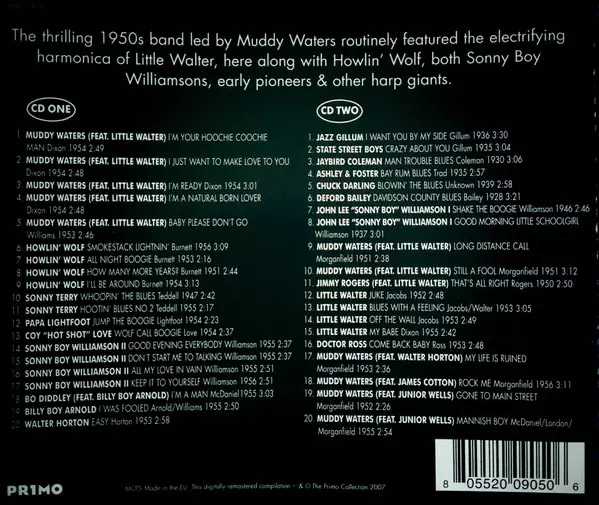 The thrilling 1950s band led by Muddy Waters routinely featured the electrifying
harmonica of Little Walter, here along with Howlin' Wolf, both Sonny Boy
Williamsons, early pioneers & other harp giants.
CD ONE
1 MUDDY WATERS (FEAT. LITTLE WALTER) I'M YOUR HOOCHIE COOCHIE
MAN Dixon 1954 2:49
2 MUDDY WATERS (FEAT. LITTLE WALTER) I JUST WANT TO MAKE LOVE TO YOU
Dixon 1954 2:48
3 MUDDY WATERS (FEAT. LITTLE WALTER) I'M READY Dixon 1954 3:01
4 MUDDY WATERS (FEAT. LITTLE WALTER) I'M A NATURAL BORN LOVER
Dixon 1954 2:48
5 MUDDY WATERS (FEAT. LITTLE WALTER) BABY PLEASE DON'T GO
Williams 1953 2:46
6 HOWLIN' WOLF SMOKESTACK LIGHTNIN' Burnett 1956 3:09
7 HOWLIN' WOLF ALL NIGHT BOOGIE Burnett 1953 2:16
8 HOWLIN' WOLF HOW MANY MORE YEARS? Burnett 1951 2:44
9 HOWLIN' WOLF I'LL BE AROUND Burnett 1954 3:13
10 SONNY TERRY WHOOPIN' THE BLUES Teddell 1947 2:42
11 SONNY TERRY HOOTIN' BLUES NO.2 Teddell 1955 2:55
12 PAPA LIGHTFOOT JUMP THE BOOGIE Lightfoot 1954 2:23
13 COY "HOT SHOT" LOVE WOLF CALL BOOGIE Love 1954 2:37
14 SONNY BOY WILLIAMSON II GOOD EVENING EVERYBODY Williamson 1955 2:37
15 SONNY BOY WILLIAMSON II DON'T START ME TO TALKING Williamson 1955 2:37
16 SONNY BOY WILLIAMSON II ALL MY LOVE IN VAIN Williamson 1955 2:51
17 SONNY BOY WILLIAMSON II KEEP IT TO YOURSELF Williamson 1956 2:51
18 BO DIDDLEY (FEAT. BILLY BOY ARNOLD) I'M A MAN McDaniel 1955 3:03
19 BILLY BOY ARNOLD I WAS FOOLED Arnold/Williams 1955 2:50
20 WALTER HORTON EASY Horton 1953 2:58
CD TWO
1 JAZZ GILLUM I WANT YOU BY MY SIDE Gillum 1936 3:30
2 STATE STREET BOYS CRAZY ABOUT YOU Gillum 1935 3:04
3 JAYBIRD COLEMAN MAN TROUBLE BLUES Coleman 1930 3:06
4 ASHLEY & FOSTER BAY RUM BLUES Trad 1935 2:57
5 CHUCK DARLING BLOWIN' THE BLUES Unknown 1939 2:58
6 DEFORD BAILEY DAVIDSON COUNTY BLUES Bailey 1928 3:21
7 JOHN LEE "SONNY BOY" WILLIAMSON I SHAKE THE BOOGIE Williamson 1946 2:46
8 JOHN LEE "SONNY BOY" WILLIAMSON I GOOD MORNING LITTLE SCHOOLGIRL
Williamson 1937 3:01
9 MUDDY WATERS (FEAT. LITTLE WALTER) LONG DISTANCE CALL
Morganfield 1951 2:38
10 MUDDY WATERS (FEAT. LITTLE WALTER) STILL A FOOL Morganfield 1951 3:12
11 JIMMY ROGERS (FEAT. LITTLE WALTER) THAT'S ALL RIGHT Rogers 1950 2:50
12 LITTLE WALTER JUKE Jacobs 1952 2:48
13 LITTLE WALTER BLUES WITH A FEELING Jacobs/Walter 1953 3:05
14 LITTLE WALTER OFF THE WALL Jacobs 1953 2:49
15 LITTLE WALTER MY BABE Dixon 1955 2:40
16 DOCTOR ROSS COME BACK BABY Ross 1953 2:48
17 MUDDY WATERS (FEAT. WALTER HORTON) MY LIFE IS RUINED
Morganfield 1953 2:36
18 MUDDY WATERS (FEAT. JAMES COTTON) ROCK ME Morganfield 1956 3:11
19 MUDDY WATERS (FEAT. JUNIOR WELLS) GONE TO MAIN STREET
Morganfield 1952 2:26
20 MUDDY WATERS (FEAT. JUNIOR WELLS) MANNISH BOY McDaniel/London/
Morganfield 1955 2:54
PR1MO
MCPS Made in the EU This digitally remastered compilation ℗ & © The Primo Collection 2007
8 05520 09050 6